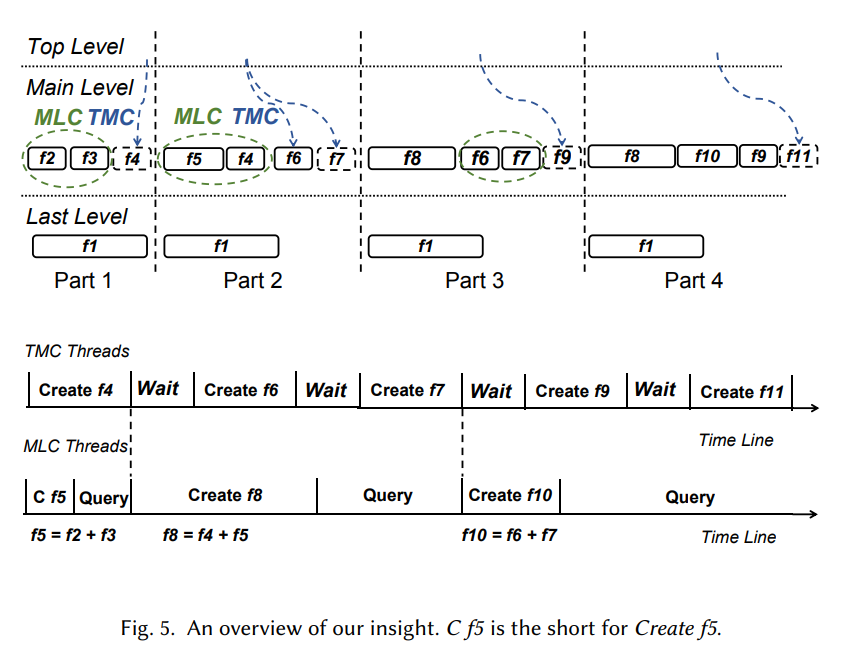 Top Level
Main Level
MLC TMC MLC TMC
f2 f3 f4 f5 f4 f6 f7 f8 f6 f7 f9 f8 f10 f9 f11
Last Level
f1 f1 f1 f1
Part 1 Part 2 Part 3 Part 4
TMC Threads
Create f4 Wait Create f6 Wait Create f7 Wait Create f9 Wait Create f11
Time Line
MLC Threads
C f5 Query Create f8 Query Create f10 Query
f5 = f2 + f3 f8 = f4 + f5 f10 = f6 + f7 Time Line
Fig. 5. An overview of our insight. C f5 is the short for Create f5.